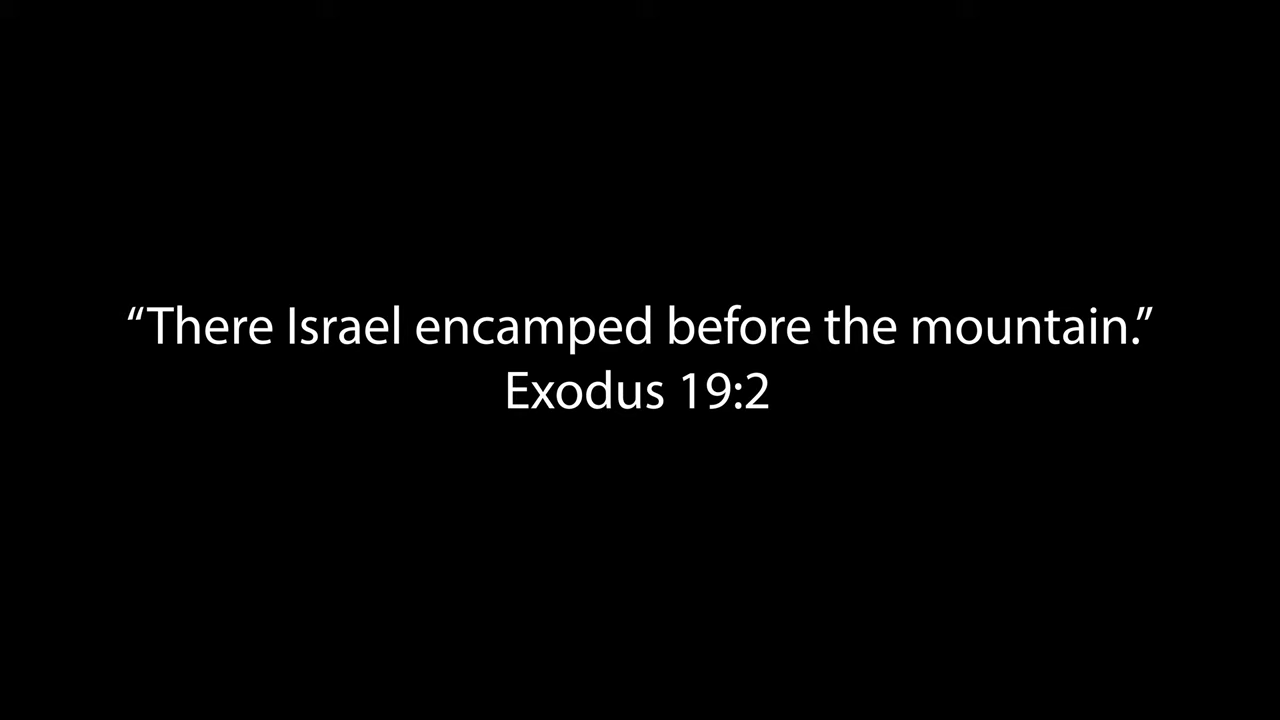 “There Israel encamped before the mountain.”
Exodus 19:2